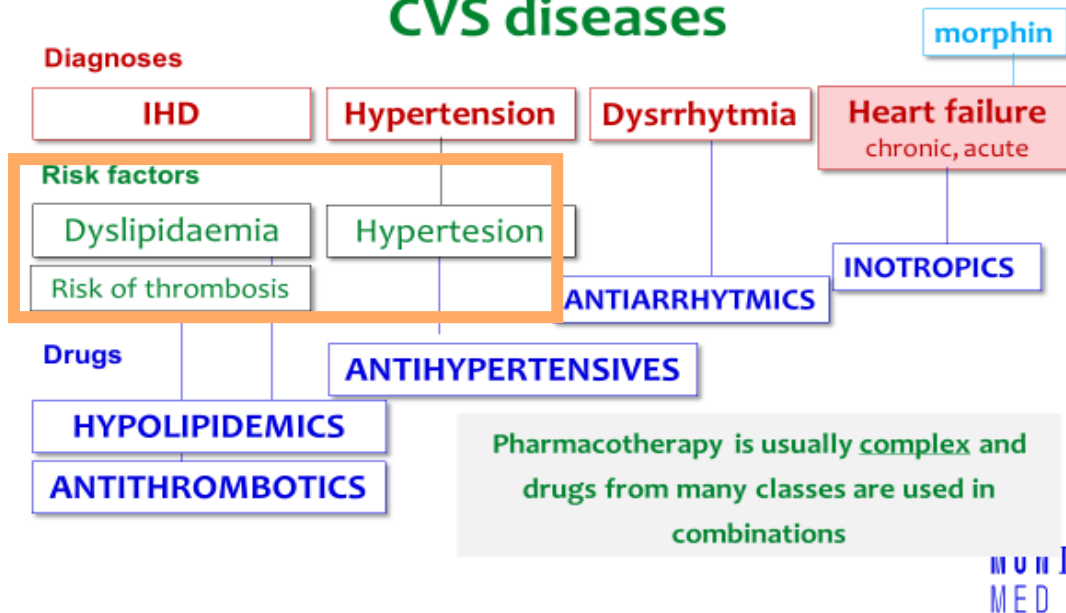 CVS diseases
morphin
Diagnoses
IHD
Hypertension
Dysrrhytmia
Heart failure
chronic, acute
Risk factors
Dyslipidaemia
Hypertesion
Risk of thrombosis
INOTROPICS
ANTIARRHYTMICS
Drugs
ANTIHYPERTENSIVES
HYPOLIPIDEMICS
ANTITHROMBOTICS
Pharmacotherapy is usually complex and
drugs from many classes are used in
combinations
MUNI
MED